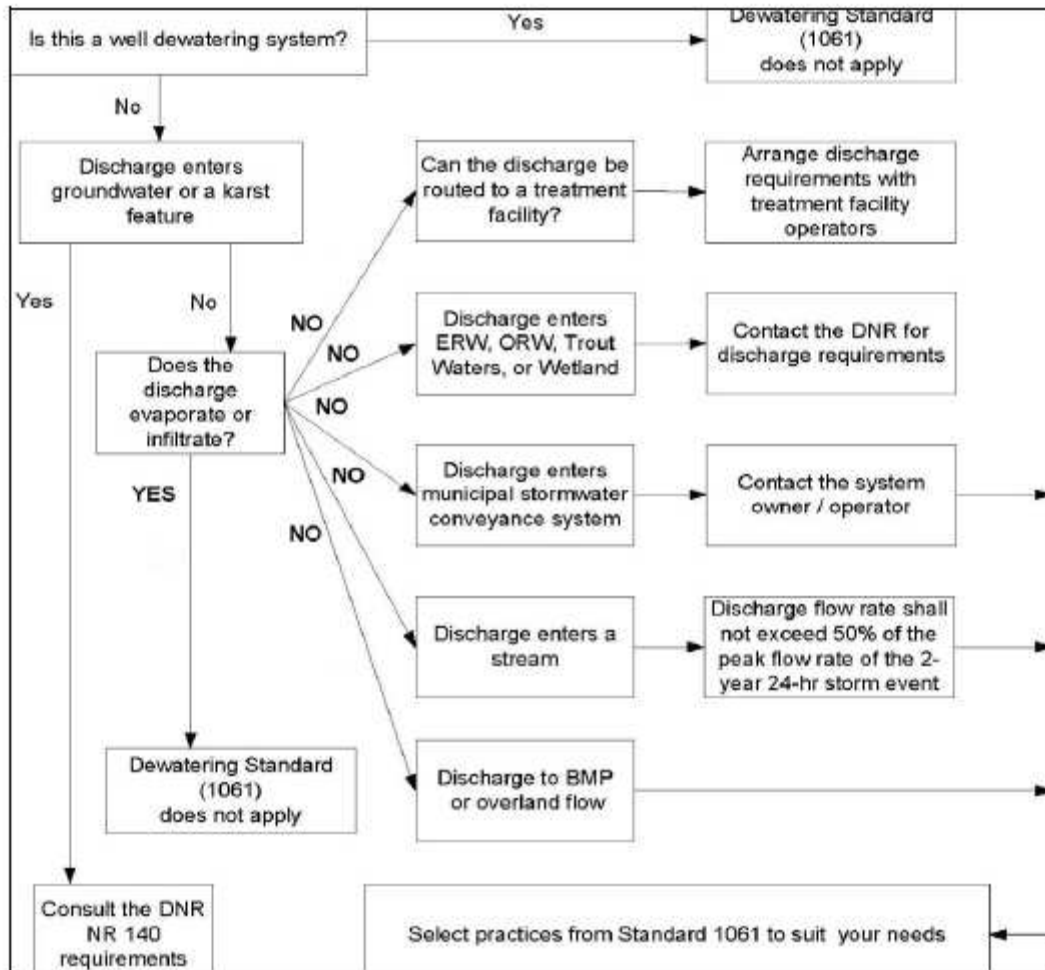 Is this a well dewatering system?
Yes
Dewatering Standard
(1061)
does not apply
No
Discharge enters
groundwater or a karst
feature
Can the discharge be
routed to a treatment
facility?
Arrange discharge
requirements with
treatment facility
operators
Yes
No
NO
Discharge enters
ERW, ORW, Trout
Waters, or Wetland
Contact the DNR for
discharge requirements
NO
Does the
discharge
evaporate or
infiltrate?
NO
YES
NO
Discharge enters
municipal stormwater
conveyance system
Contact the system
owner / operator
NO
Discharge enters a
stream
Discharge flow rate shall
not exceed 50% of the
peak flow rate of the 2-
year 24-hr storm event
Dewatering Standard
(1061)
does not apply
Discharge to BMP
or overland flow
Consult the DNR
NR 140
requirements
Select practices from Standard 1061 to suit your needs